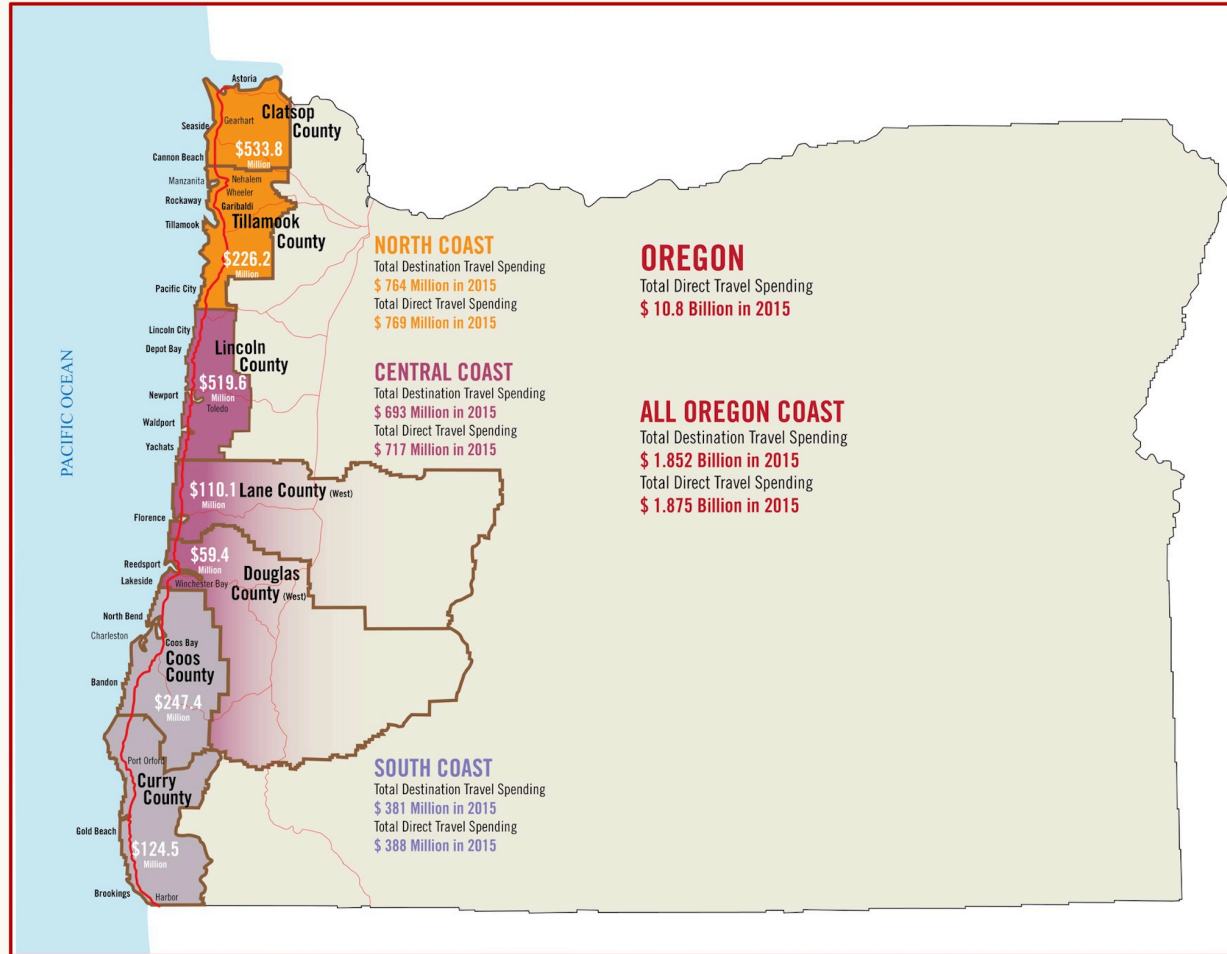 PACIFIC OCEAN
Astoria
Clatsop
County
Gearhart
Seaside
$533.8
Million
Cannon Beach
Manzanita
Nehalem
Wheeler
Rockaway
Garibaldi
Tillamook
Tillamook
County
$226.2
Million
Pacific City
Lincoln City
Depot Bay
Lincoln
County
$519.6
Million
Newport
Toledo
Waldport
Yachats
$110.1
Million
Lane County (West)
Florence
$59.4
Million
Reedsport
Douglas
County (West)
Lakeside
Winchester Bay
North Bend
Charleston
Coos Bay
Coos
County
Bandon
$247.4
Million
Port Orford
Curry
County
Gold Beach
$124.5
Million
Brookings
Harbor
NORTH COAST
Total Destination Travel Spending
$ 764 Million in 2015
Total Direct Travel Spending
$ 769 Million in 2015
CENTRAL COAST
Total Destination Travel Spending
$ 693 Million in 2015
Total Direct Travel Spending
$ 717 Million in 2015
SOUTH COAST
Total Destination Travel Spending
$ 381 Million in 2015
Total Direct Travel Spending
$ 388 Million in 2015
OREGON
Total Direct Travel Spending
$ 10.8 Billion in 2015
ALL OREGON COAST
Total Destination Travel Spending
$ 1.852 Billion in 2015
Total Direct Travel Spending
$ 1.875 Billion in 2015